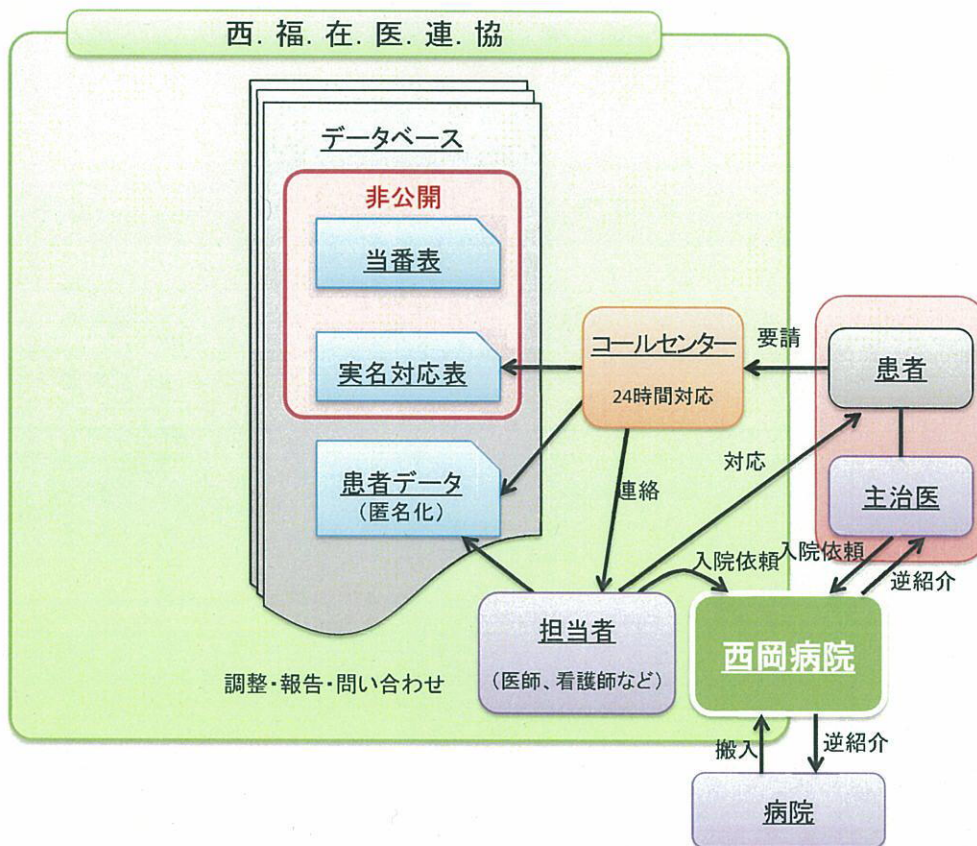 西．福．在．医．連．協
データベース
非公開
当番表
実名対応表
患者データ
（匿名化）
コールセンター
24時間対応
要請
患者
対応
連絡
主治医
入院依頼
入院依頼
逆紹介
担当者
（医師、看護師など）
西岡病院
調整・報告・問い合わせ
搬入
逆紹介
病院